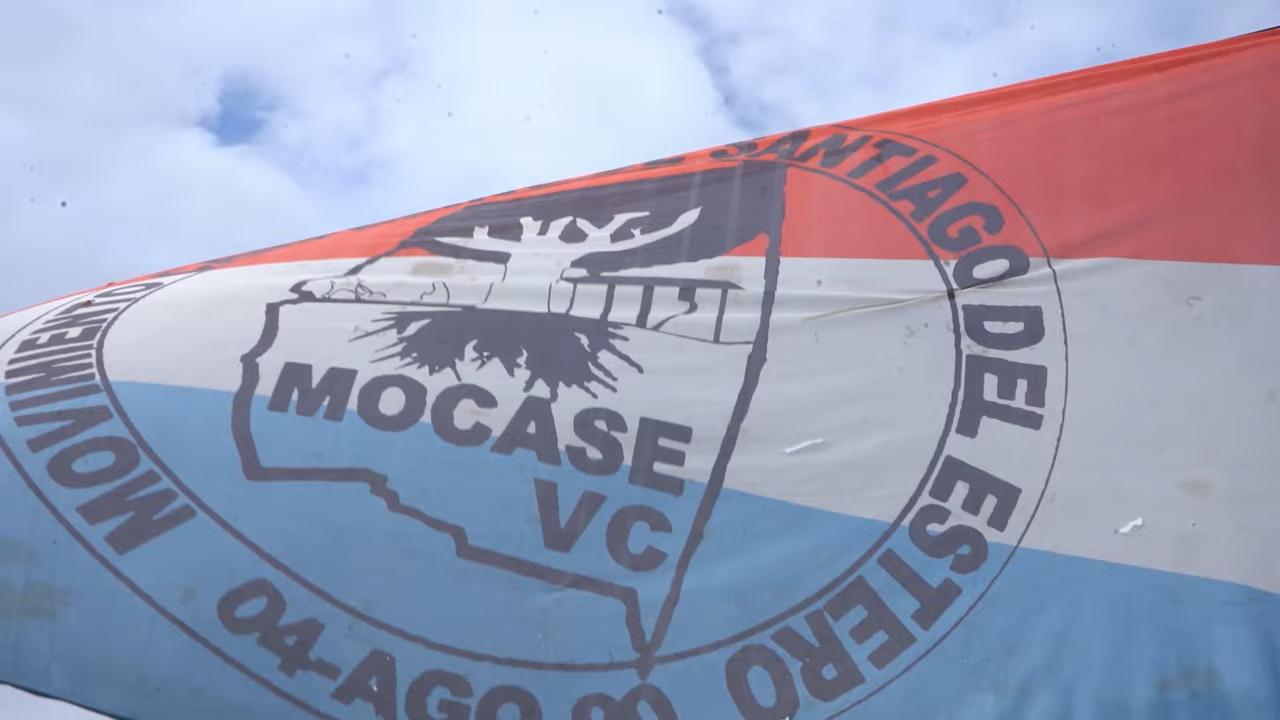 MOVIMIENTO
SANTIAGO DEL ESTERO
MOCASE
VC
04-AGO